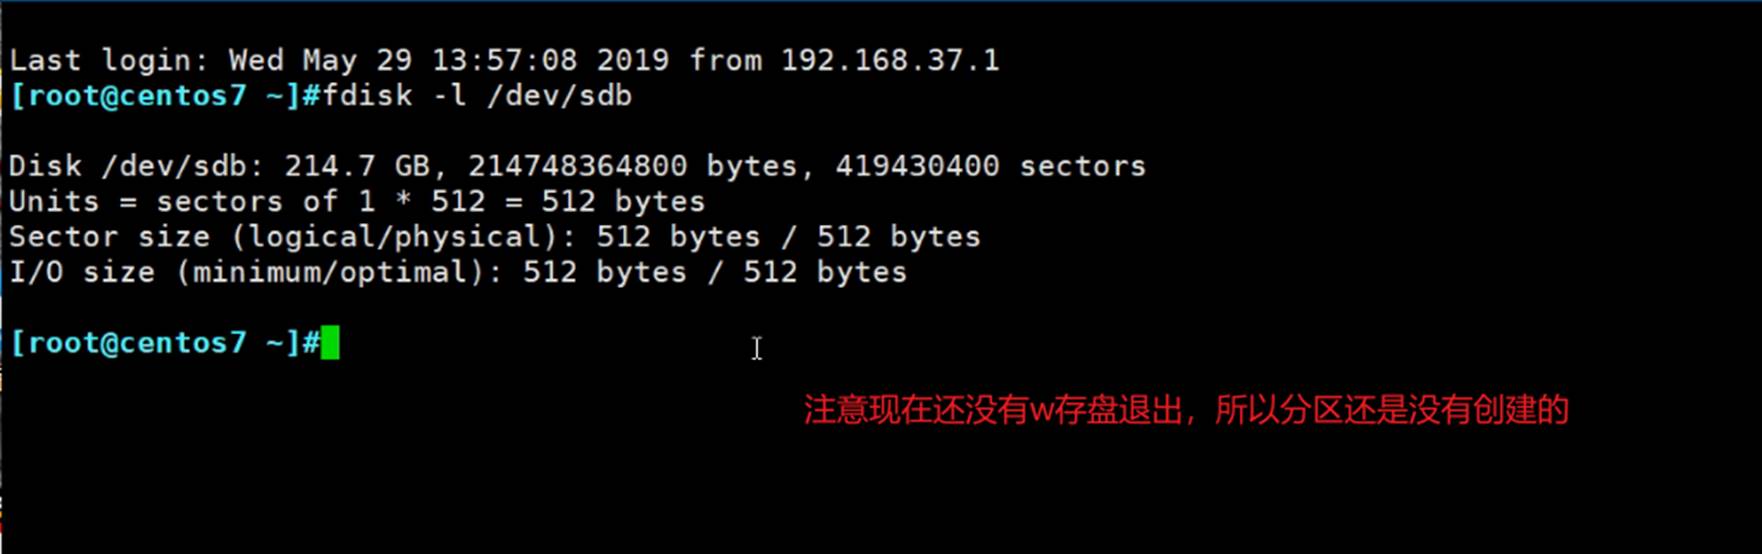 Last login: Wed May 29 13:57:08 2019 from 192.168.37.1
[root@centos7 ~]#fdisk -l /dev/sdb
Disk /dev/sdb: 214.7 GB, 214748364800 bytes, 419430400 sectors
Units = sectors of 1 * 512 = 512 bytes
Sector size (logical/physical): 512 bytes / 512 bytes
I/O size (minimum/optimal): 512 bytes / 512 bytes
[root@centos7 ~]#
注意现在还没有w存盘退出，所以分区还是没有创建的